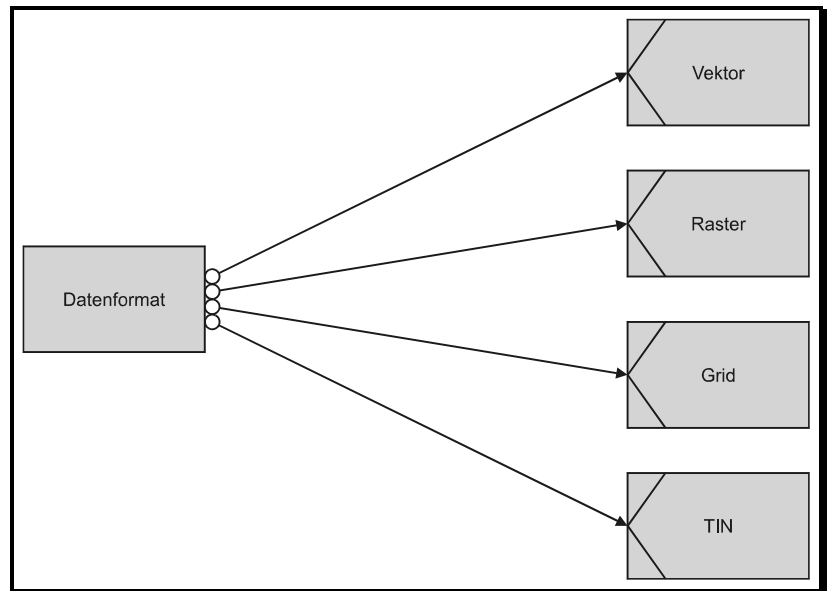 Vektor
Raster
Datenformat
Grid
TIN